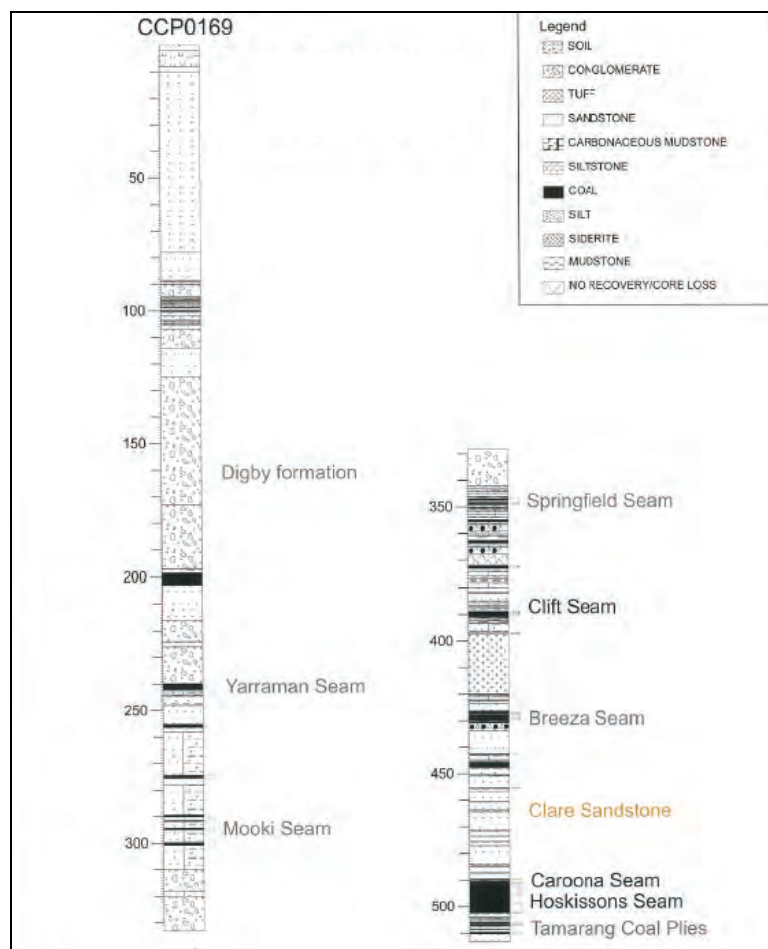 CCP0169
50
100
150
200
250
300
Digby formation
Yarraman Seam
Mooki Seam
350
400
450
500
Springfield Seam
Clift Seam
Breeza Seam
Clare Sandstone
Caroona Seam
Hoskissons Seam
Tamarang Coal Plies
Legend
SOIL
CONGLOMERATE
TUFF
SANDSTONE
CARBONACEOUS MUDSTONE
SILTSTONE
COAL
SILT
SIDERITE
MUDSTONE
NO RECOVERY/CORE LOSS